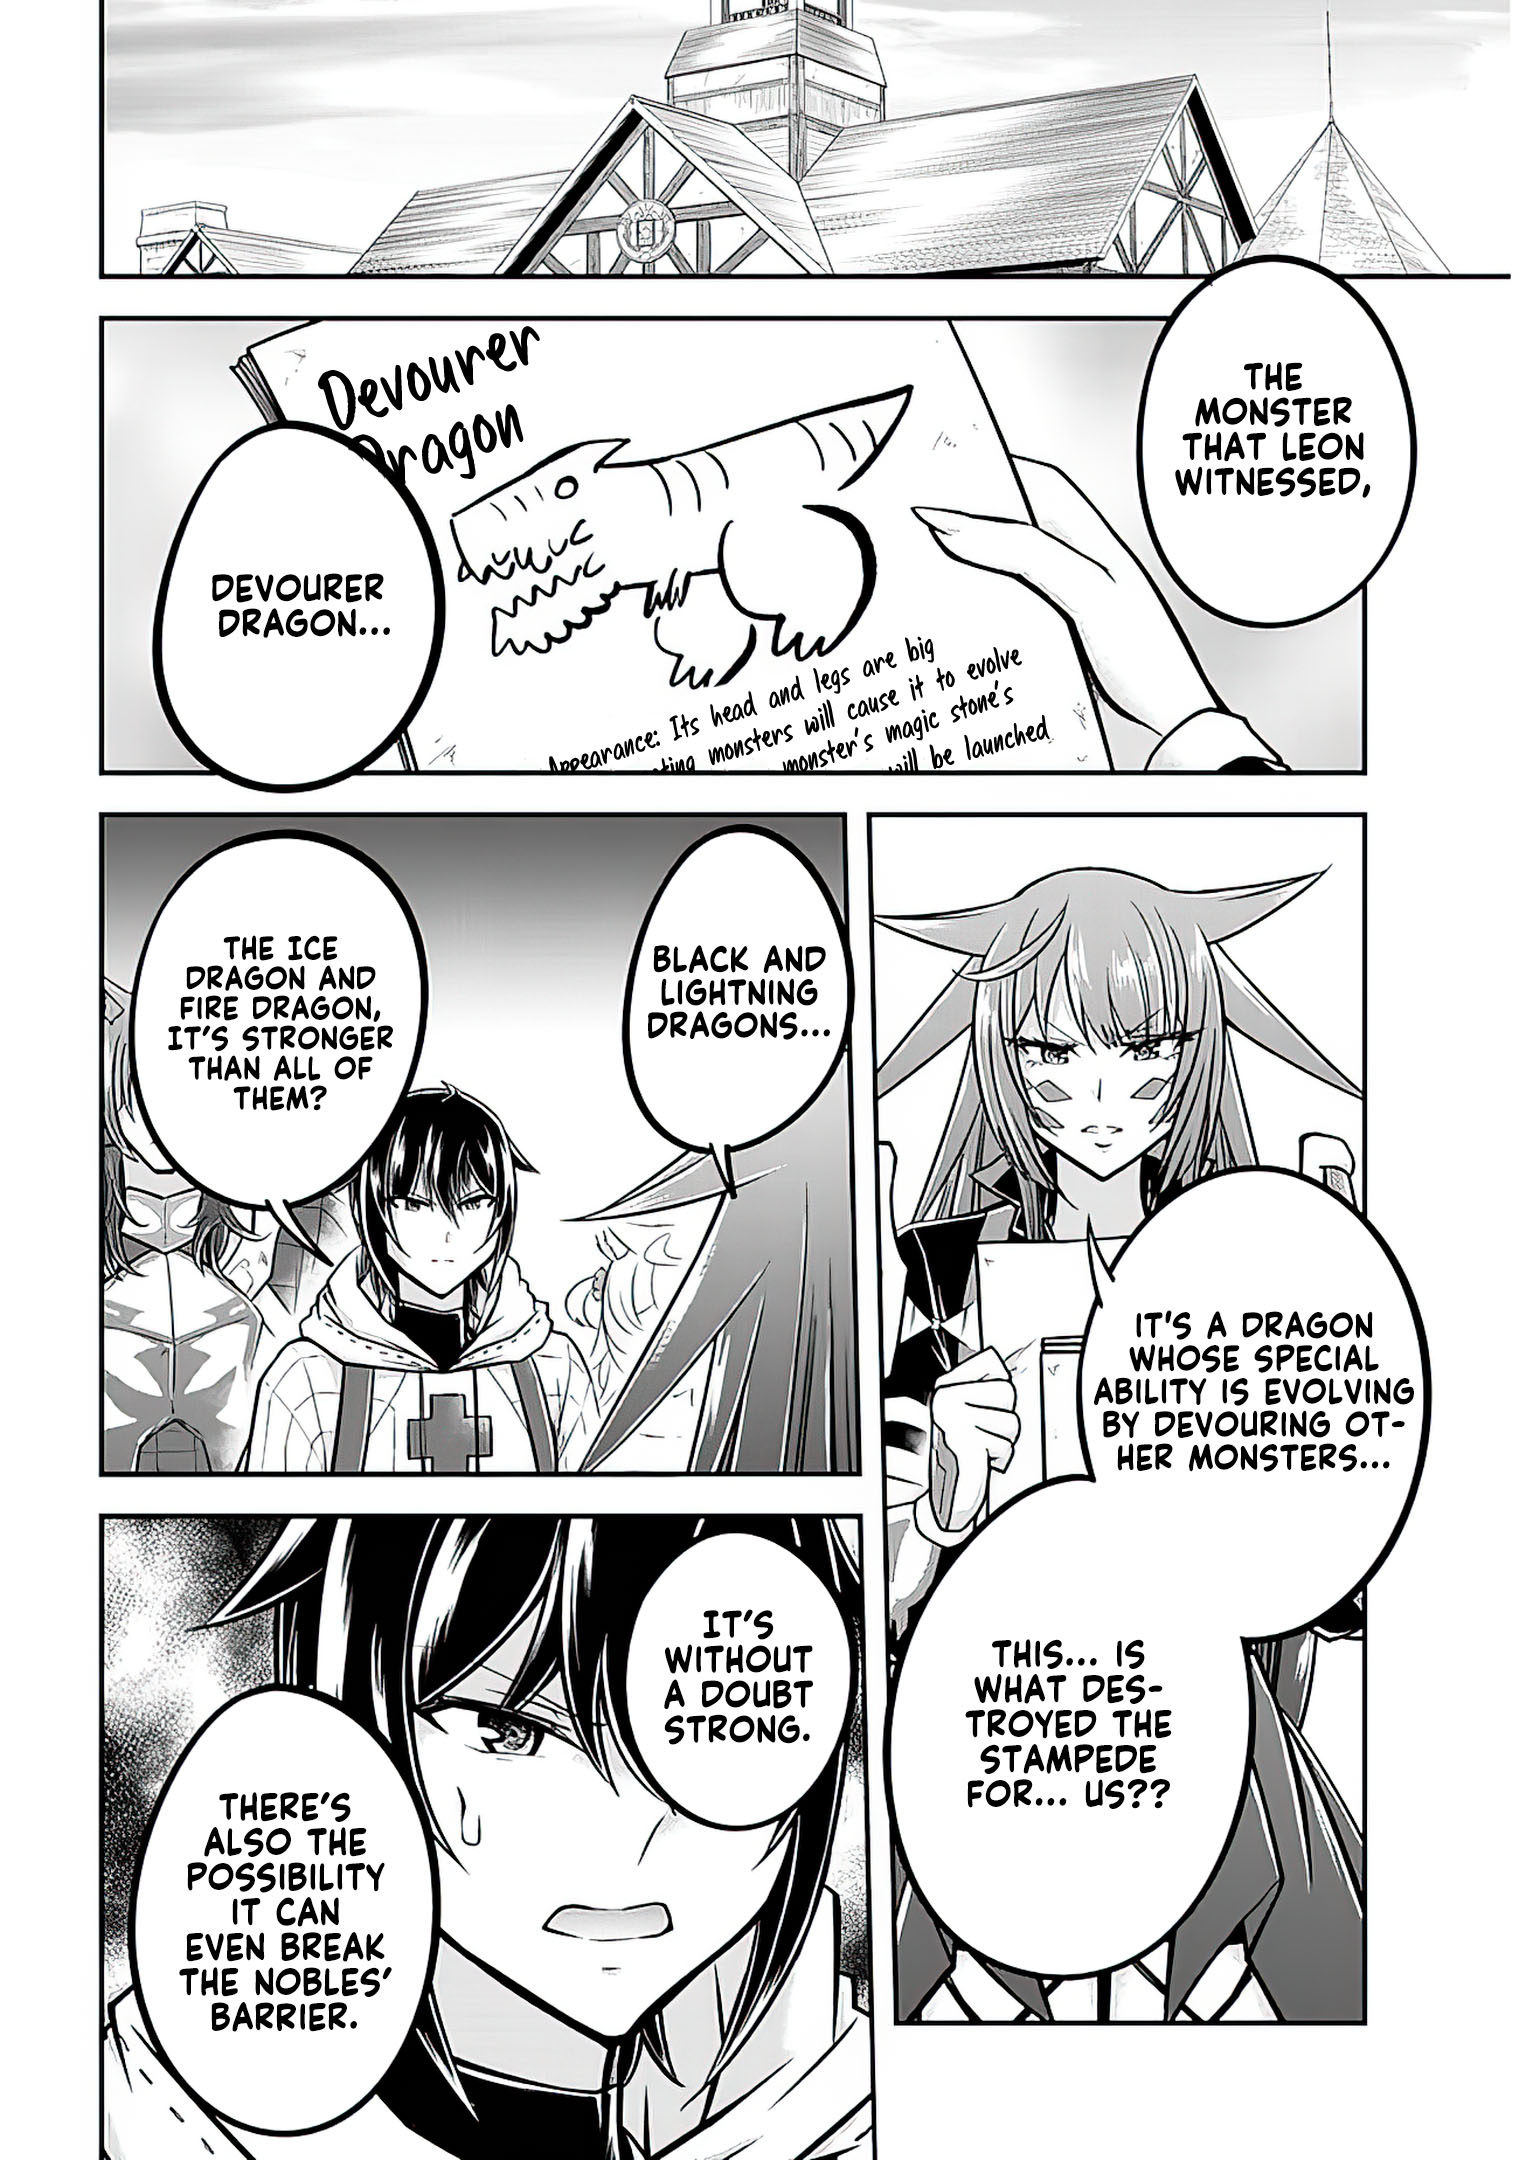 THE
MONSTER
THAT LEON
WITNESSED,
Devourer
Dragon
DEVOURER
DRAGON...
Appearance: Its head and legs are big
monsters will cause it to evolve
monster's magic stone's
will be launched
IT'S A DRAGON
WHOSE SPECIAL
ABILITY IS EVOLVING
BY DEVOURING OT-
HER MONSTERS...
THIS... IS
WHAT DES-
TROYED THE
STAMPEDE
FOR... US??
BLACK AND
LIGHTNING
DRAGONS...
THE ICE
DRAGON AND
FIRE DRAGON,
IT'S STRONGER
THAN ALL OF
THEM?
IT'S
WITHOUT
A DOUBT
STRONG.
THERE'S
ALSO THE
POSSIBILITY
IT CAN
EVEN BREAK
THE NOBLES'
BARRIER.